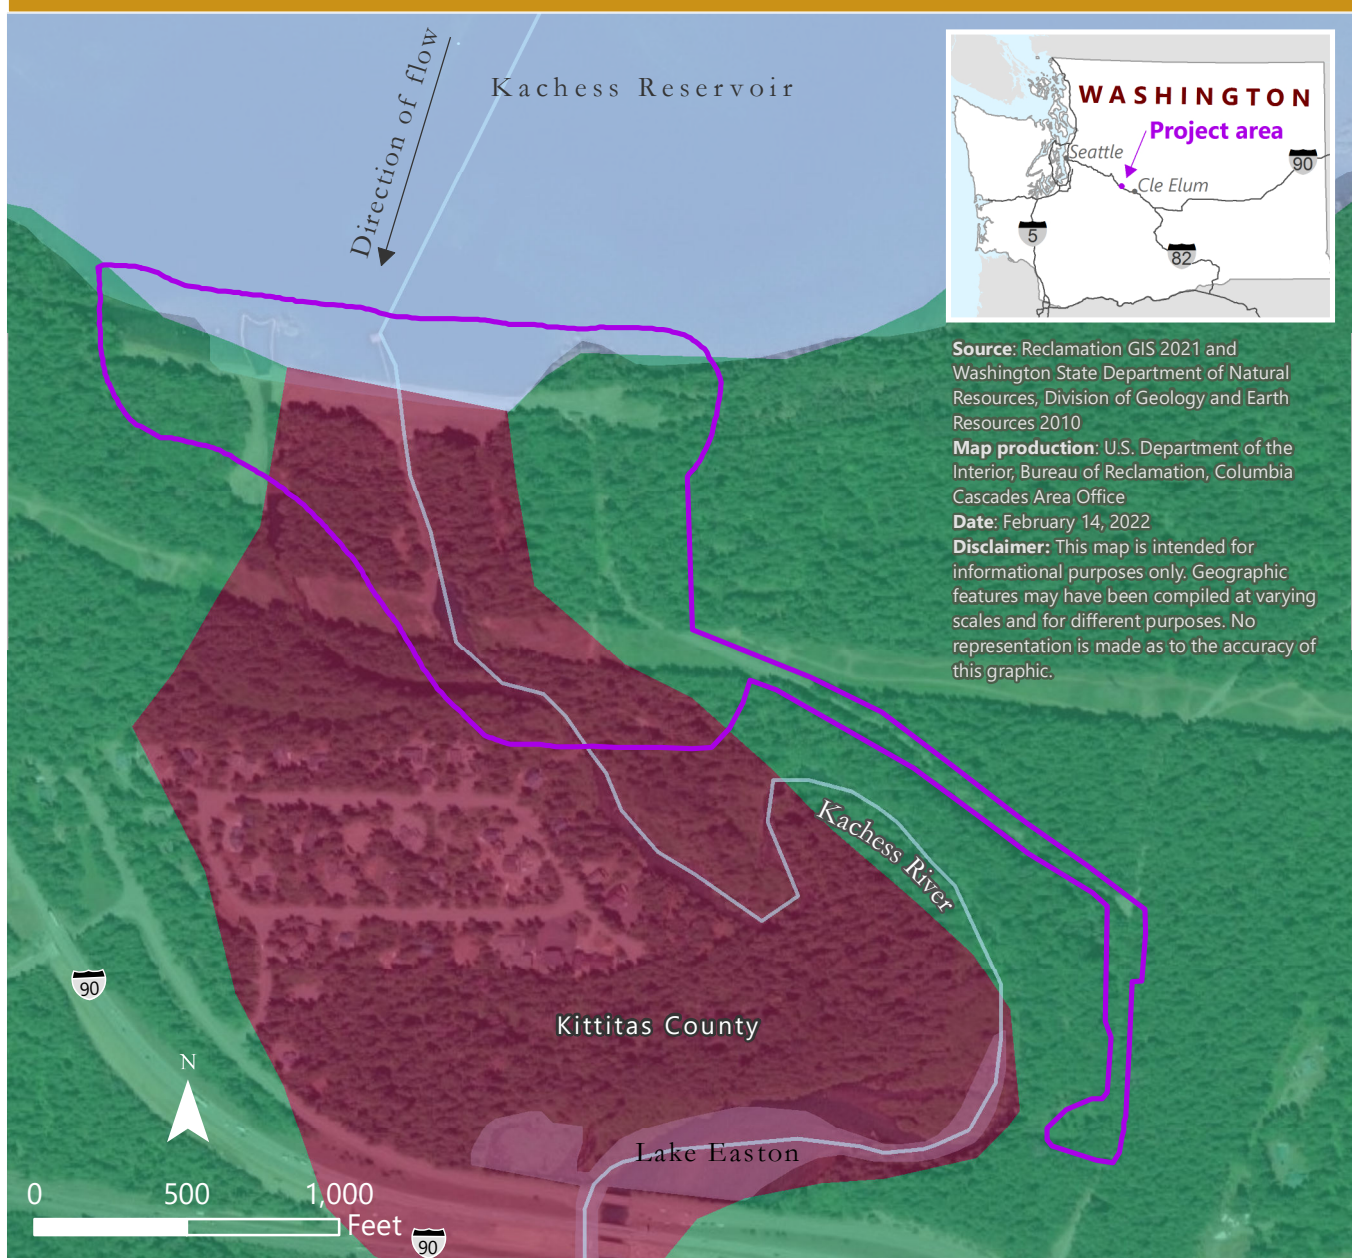 Direction of flow
Kachess Reservoir
WASHINGTON
Project area
Seattle
90
Cle Elum
5
82
Source: Reclamation GIS 2021 and
Washington State Department of Natural
Resources, Division of Geology and Earth
Resources 2010
Map production: U.S. Department of the
Interior, Bureau of Reclamation, Columbia
Cascades Area Office
Date: February 14, 2022
Disclaimer: This map is intended for
informational purposes only. Geographic
features may have been compiled at varying
scales and for different purposes. No
representation is made as to the accuracy of
this graphic.
Kachess River
90
Kittitas County
N
Lake Easton
0 500 1,000
Feet
90